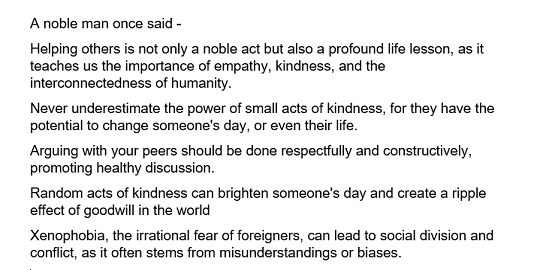 A noble man once said -
Helping others is not only a noble act but also a profound life lesson, as it
teaches us the importance of empathy, kindness, and the
interconnectedness of humanity.
Never underestimate the power of small acts of kindness, for they have the
potential to change someone's day, or even their life.
Arguing with your peers should be done respectfully and constructively,
promoting healthy discussion.
Random acts of kindness can brighten someone's day and create a ripple
effect of goodwill in the world
Xenophobia, the irrational fear of foreigners, can lead to social division and
conflict, as it often stems from misunderstandings or biases.